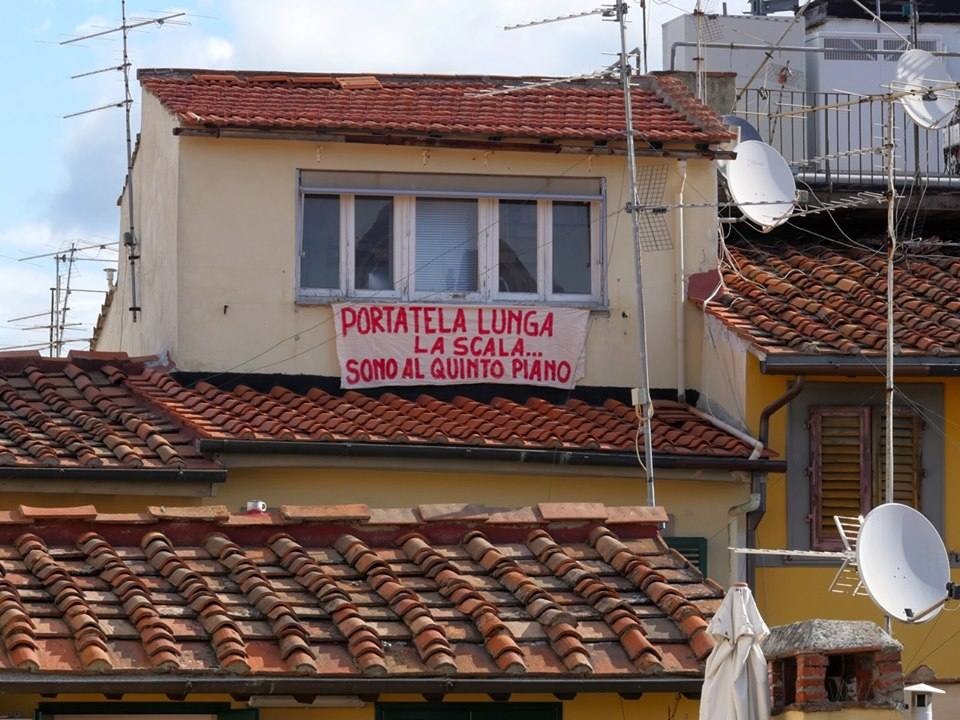 PORTATELA LUNGA
LA SCALA...
SONO AL QUINTO PIANO